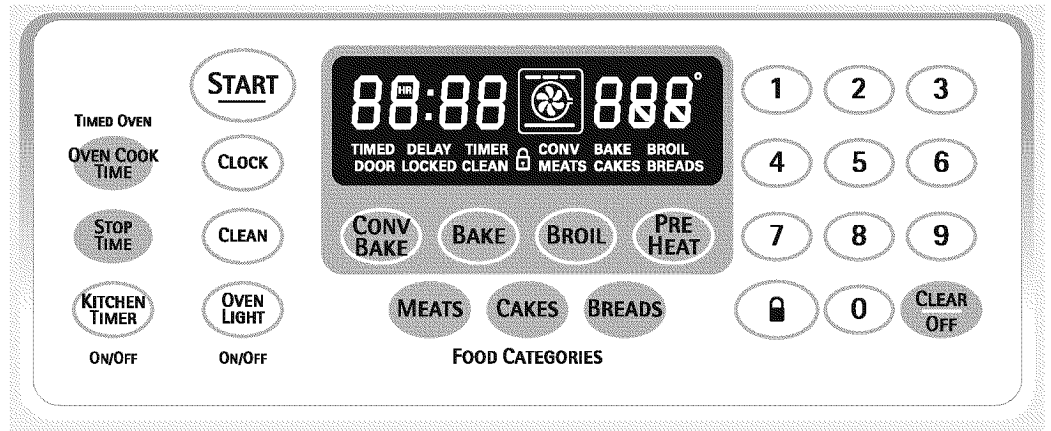 START
TIMED OVEN
OVEN COOK
TIME
CLOCK
STOP
TIME
CLEAN
KITCHEN
TIMER
ON/OFF
OVEN
LIGHT
ON/OFF
88:88 HR 888°
TIMED DELAY TIMER CONV BAKE BROIL
DOOR LOCKED CLEAN MEATS CAKES BREADS
CONV
BAKE
BAKE
BROIL
PRE
HEAT
MEATS
CAKES
BREADS
FOOD CATEGORIES
1 2 3
4 5 6
7 8 9
0
CLEAR
OFF